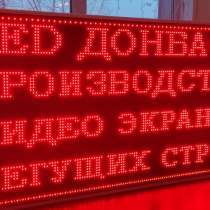 ED ДОНБА
РОИЗВОДСТ
ИДЕО ЭКРАН
ЕГУЩИХ СТР